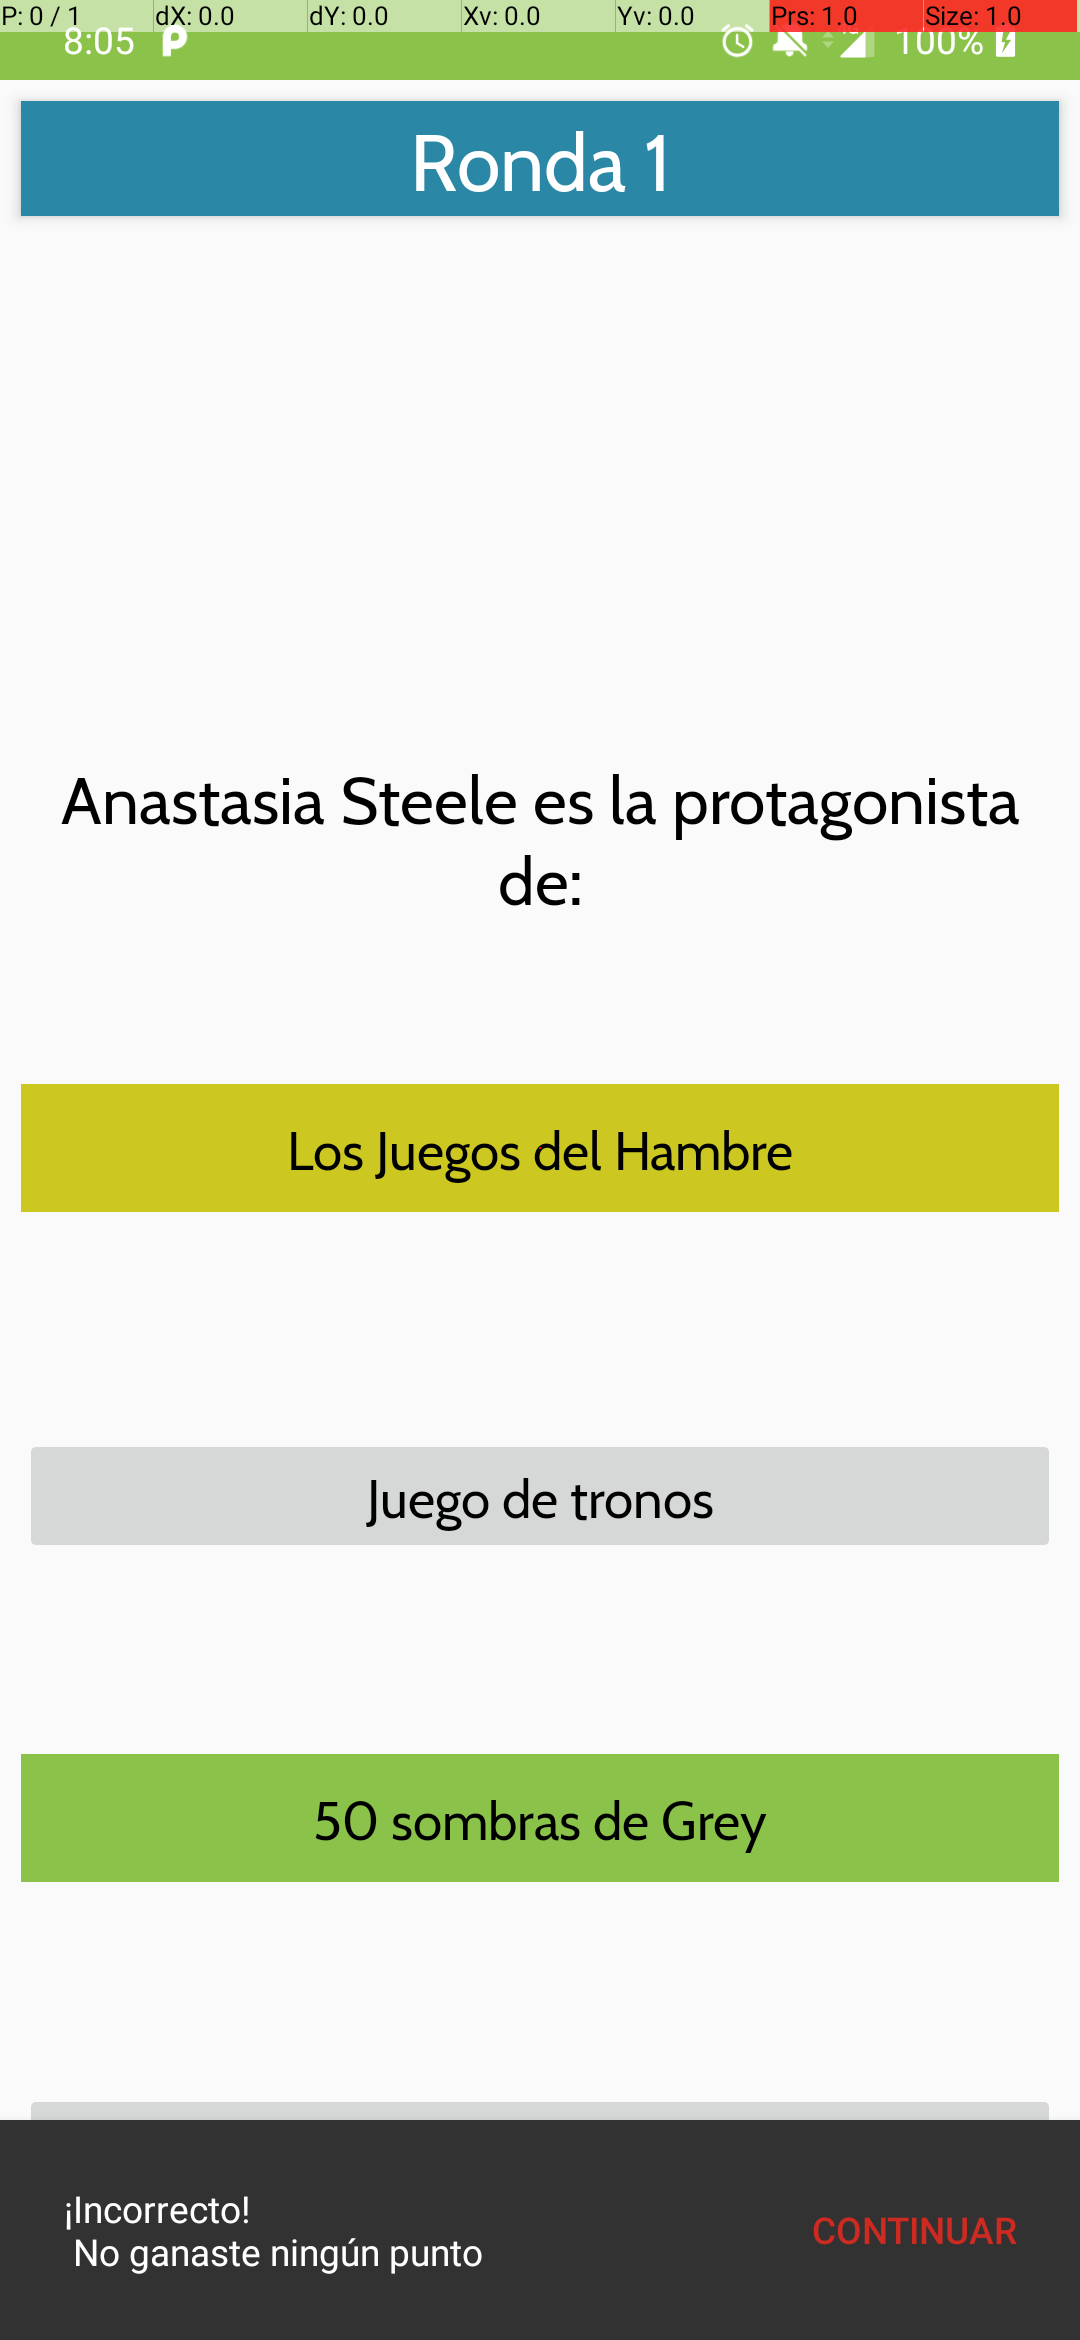 P: 0 / 1 dX: 0.0 dY: 0.0 Xv: 0.0 Yv: 0.0 Prs: 1.0 Size: 1.0
8:05 100%
Ronda 1
Anastasia Steele es la protagonista
de:
Los Juegos del Hambre
Juego de tronos
50 sombras de Grey
¡Incorrecto!
No ganaste ningún punto
CONTINUAR